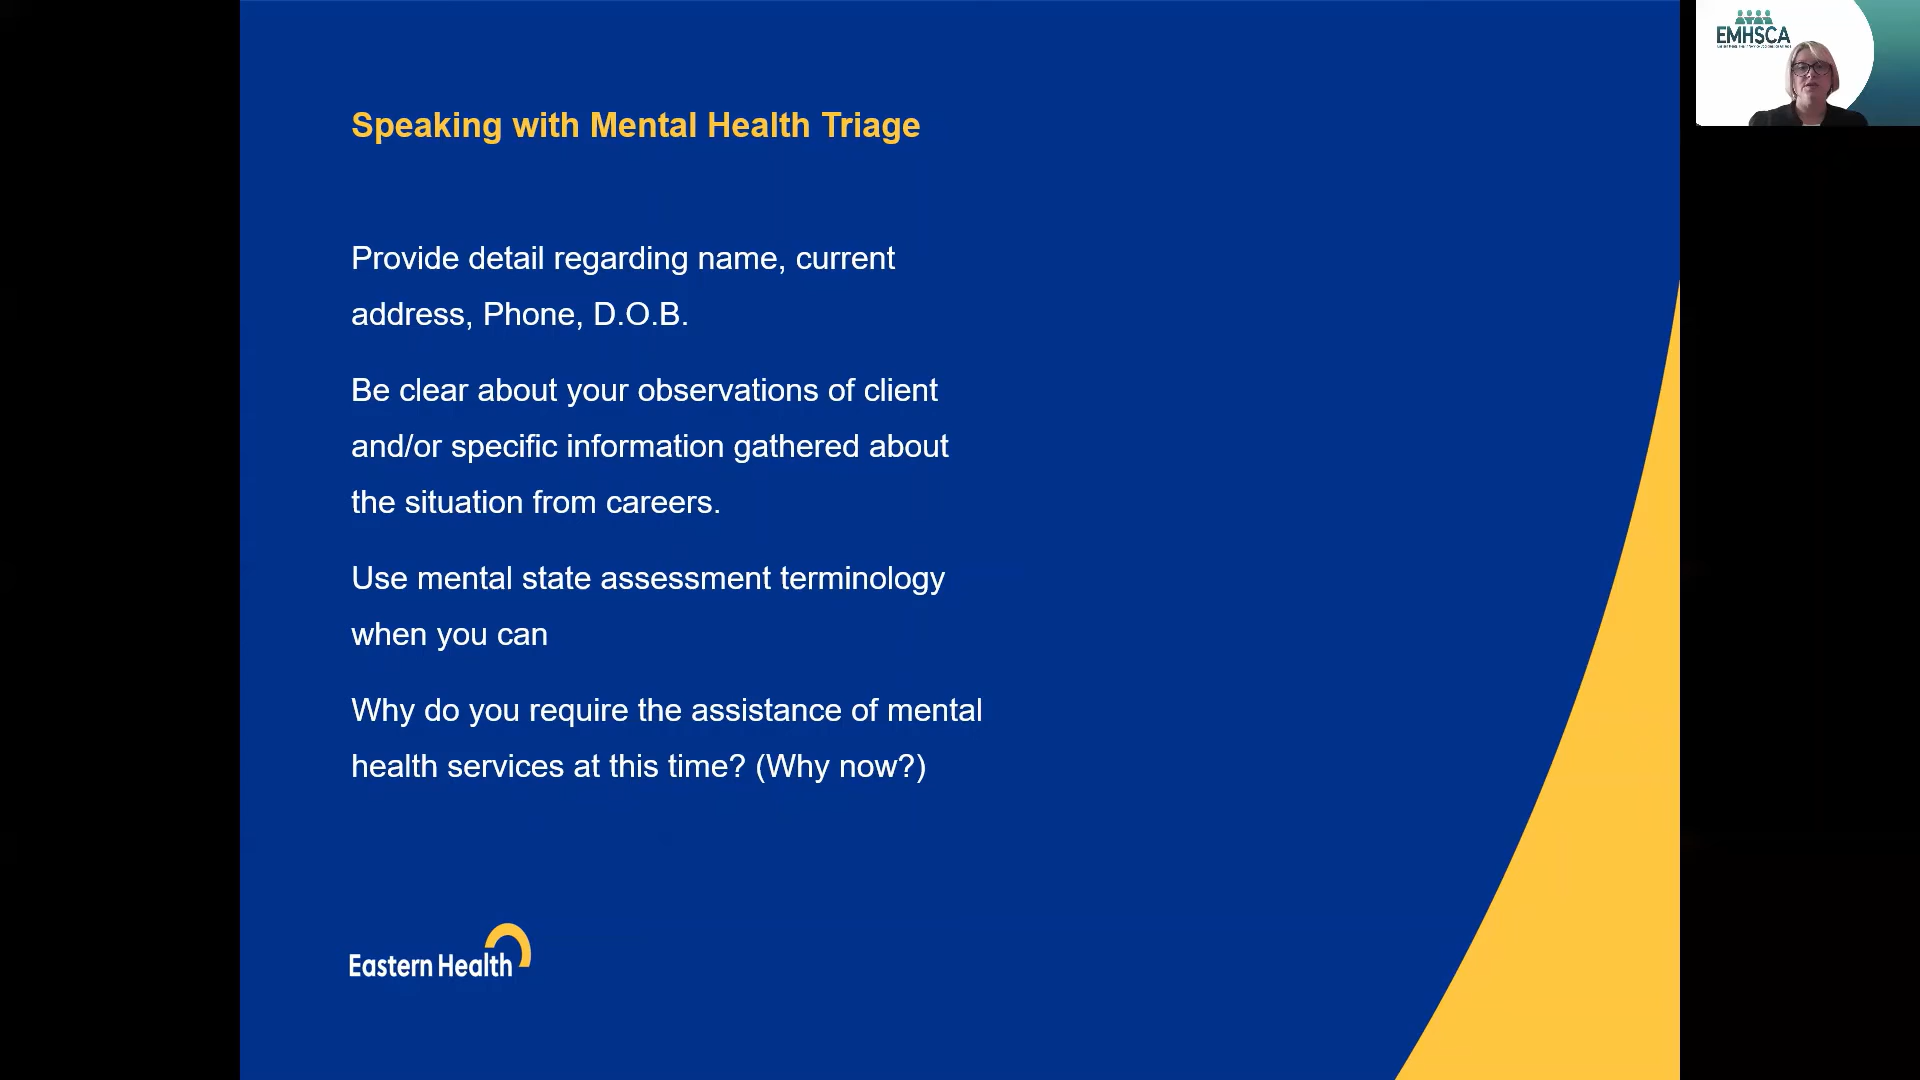 Speaking with Mental Health Triage
Provide detail regarding name, current
address, Phone, D.O.B.
Be clear about your observations of client
and/or specific information gathered about
the situation from careers.
Use mental state assessment terminology
when you can
Why do you require the assistance of mental
health services at this time? (Why now?)
Eastern Health
EMHSCA